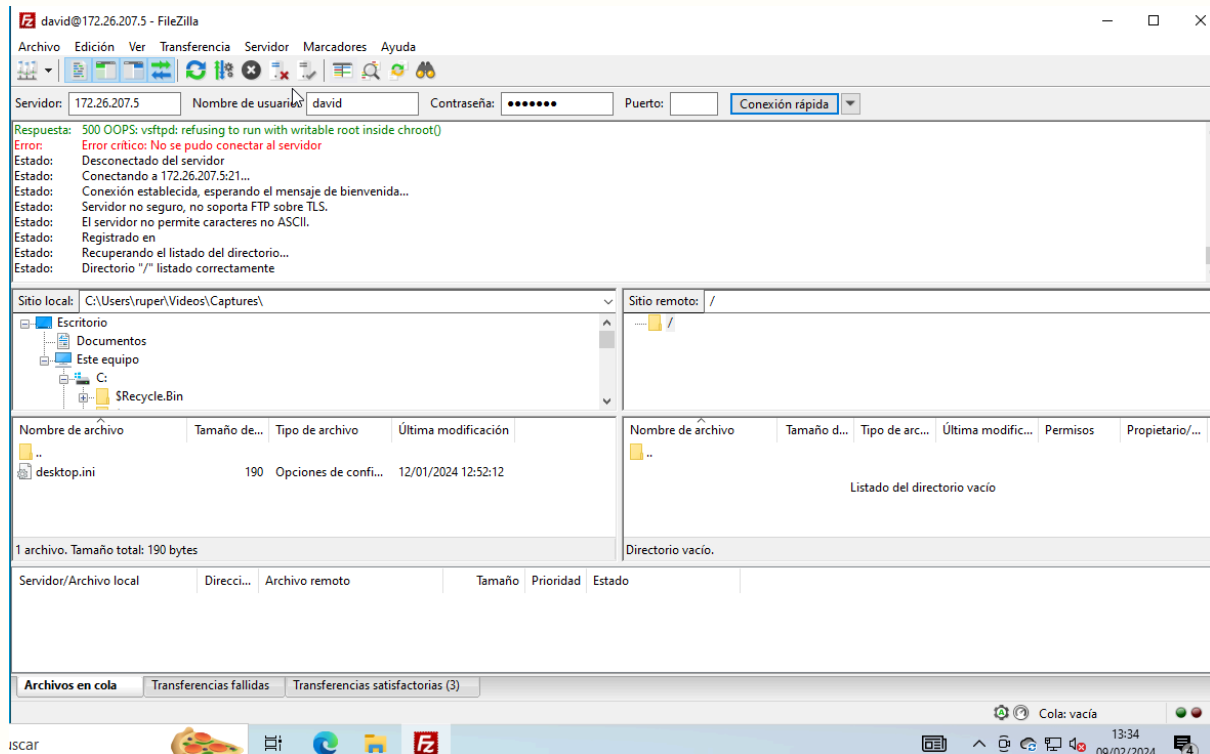 david@172.26.207.5 - FileZilla
Archivo Edición Ver Transferencia Servidor Marcadores Ayuda
Servidor: 172.26.207.5 Nombre de usuario: david Contraseña: ●●●●●●● Puerto: Conexión rápida
Respuesta: 500 OOPS: vsftpd: refusing to run with writable root inside chroot()
Error: Error crítico: No se pudo conectar al servidor
Estado: Desconectado del servidor
Estado: Conectando a 172.26.207.5:21...
Estado: Conexión establecida, esperando el mensaje de bienvenida...
Estado: Servidor no seguro, no soporta FTP sobre TLS.
Estado: El servidor no permite caracteres no ASCII.
Estado: Registrado en
Estado: Recuperando el listado del directorio...
Estado: Directorio "/" listado correctamente
Sitio local: C:\Users\ruper\Videos\Captures\
Escritorio
Documentos
Este equipo
C:
$Recycle.Bin
Sitio remoto: /
/
Nombre de archivo Tamaño de... Tipo de archivo Última modificación
..
desktop.ini 190 Opciones de confi... 12/01/2024 12:52:12
1 archivo. Tamaño total: 190 bytes
Nombre de archivo Tamaño d... Tipo de arc... Última modific... Permisos Propietario/...
..
Listado del directorio vacío
Directorio vacío.
Servidor/Archivo local Direcci... Archivo remoto Tamaño Prioridad Estado
Archivos en cola Transferencias fallidas Transferencias satisfactorias (3)
Cola: vacía
uscar
13:34
09/02/2024
4